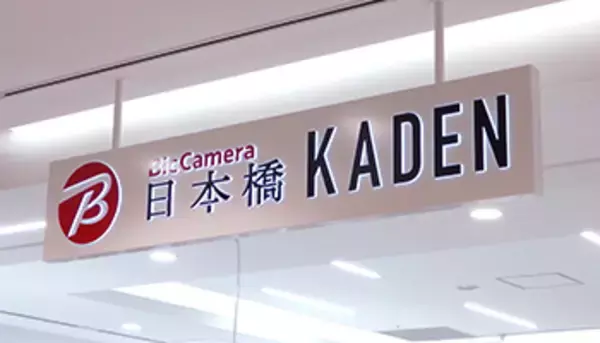 B
BicCamera
日本橋 KADEN